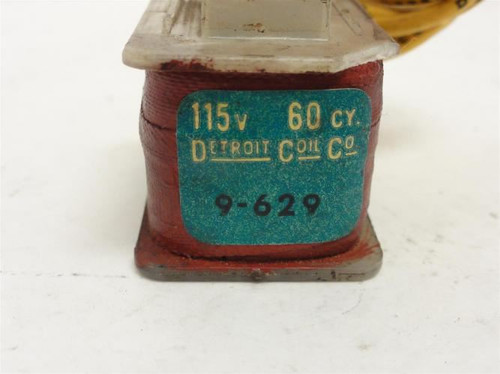 115V 60 CY.
DETROIT COIL CO
9-629